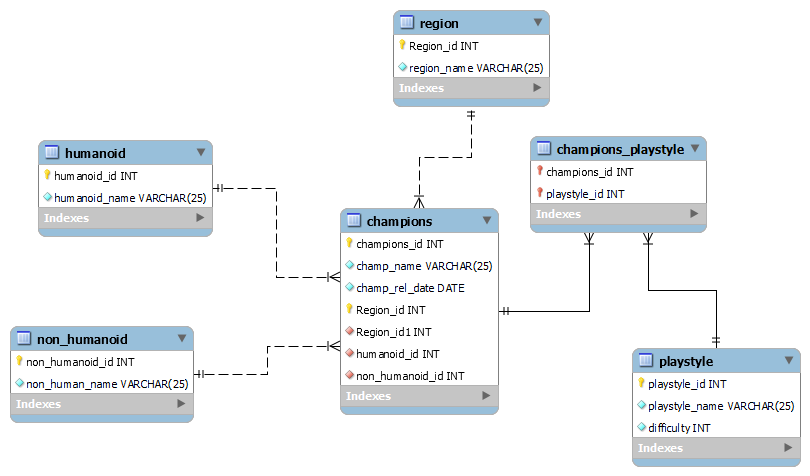 region
Region_id INT
region_name VARCHAR(25)
Indexes
humanoid
humanoid_id INT
humanoid_name VARCHAR(25)
Indexes
champions_playstyle
champions_id INT
playstyle_id INT
Indexes
champions
champions_id INT
champ_name VARCHAR(25)
champ_rel_date DATE
Region_id INT
Region_id1 INT
humanoid_id INT
non_humanoid_id INT
Indexes
non_humanoid
non_humanoid_id INT
non_human_name VARCHAR(25)
Indexes
playstyle
playstyle_id INT
playstyle_name VARCHAR(25)
difficulty INT
Indexes